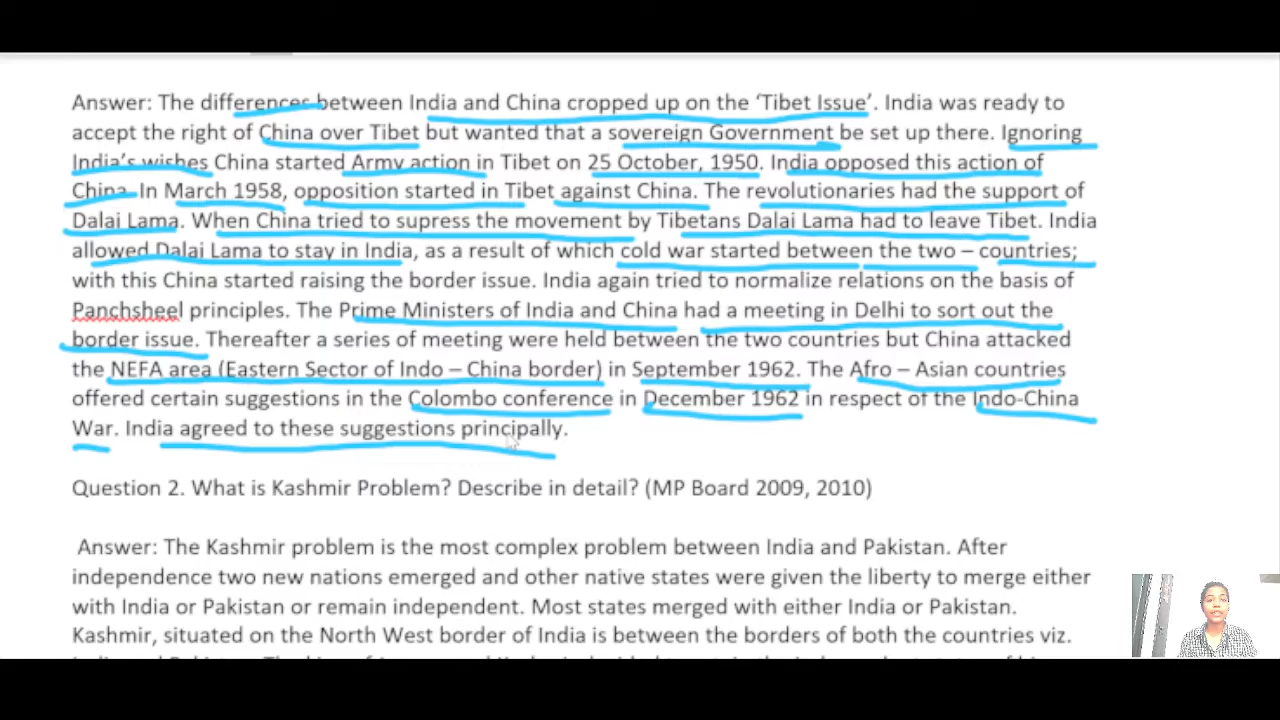 Answer: The differences between India and China cropped up on the ‘Tibet Issue’. India was ready to
accept the right of China over Tibet but wanted that a sovereign Government be set up there. Ignoring
India’s wishes China started Army action in Tibet on 25 October, 1950. India opposed this action of
China. In March 1958, opposition started in Tibet against China. The revolutionaries had the support of
Dalai Lama. When China tried to supress the movement by Tibetans Dalai Lama had to leave Tibet. India
allowed Dalai Lama to stay in India, as a result of which cold war started between the two – countries;
with this China started raising the border issue. India again tried to normalize relations on the basis of
Panchsheel principles. The Prime Ministers of India and China had a meeting in Delhi to sort out the
border issue. Thereafter a series of meeting were held between the two countries but China attacked
the NEFA area (Eastern Sector of Indo – China border) in September 1962. The Afro – Asian countries
offered certain suggestions in the Colombo conference in December 1962 in respect of the Indo-China
War. India agreed to these suggestions principally.
Question 2. What is Kashmir Problem? Describe in detail? (MP Board 2009, 2010)
Answer: The Kashmir problem is the most complex problem between India and Pakistan. After
independence two new nations emerged and other native states were given the liberty to merge either
with India or Pakistan or remain independent. Most states merged with either India or Pakistan.
Kashmir, situated on the North West border of India is between the borders of both the countries viz.